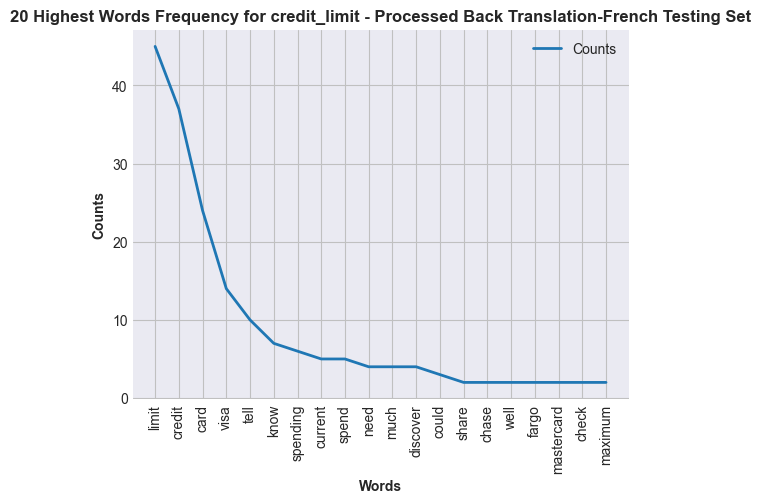 20 Highest Words Frequency for credit_limit - Processed Back Translation-French Testing Set
Counts
40
30
20
10
0
Counts
limit
credit
card
visa
tell
know
spending
current
spend
need
much
discover
could
share
chase
well
fargo
mastercard
check
maximum
Words